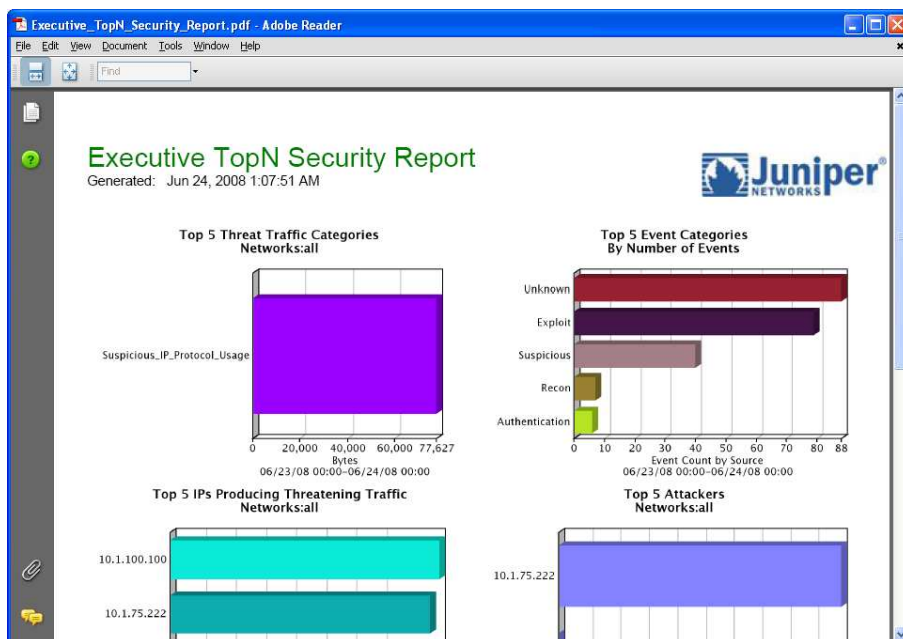 Executive_TopN_Security_Report.pdf - Adobe Reader
File Edit View Document Tools Window Help
Find
Executive TopN Security Report
Generated: Jun 24, 2008 1:07:51 AM
Juniper®
NETWORKS
Top 5 Threat Traffic Categories
Networks:all
Suspicious_IP_Protocol_Usage
0 20,000 40,000 60,000 77,627
Bytes
06/23/08 00:00-06/24/08 00:00
Top 5 Event Categories
By Number of Events
Unknown
Exploit
Suspicious
Recon
Authentication
0 10 20 30 40 50 60 70 80 88
Event Count by Source
06/23/08 00:00-06/24/08 00:00
Top 5 IPs Producing Threatening Traffic
Networks:all
10.1.100.100
10.1.75.222
Top 5 Attackers
Networks:all
10.1.75.222